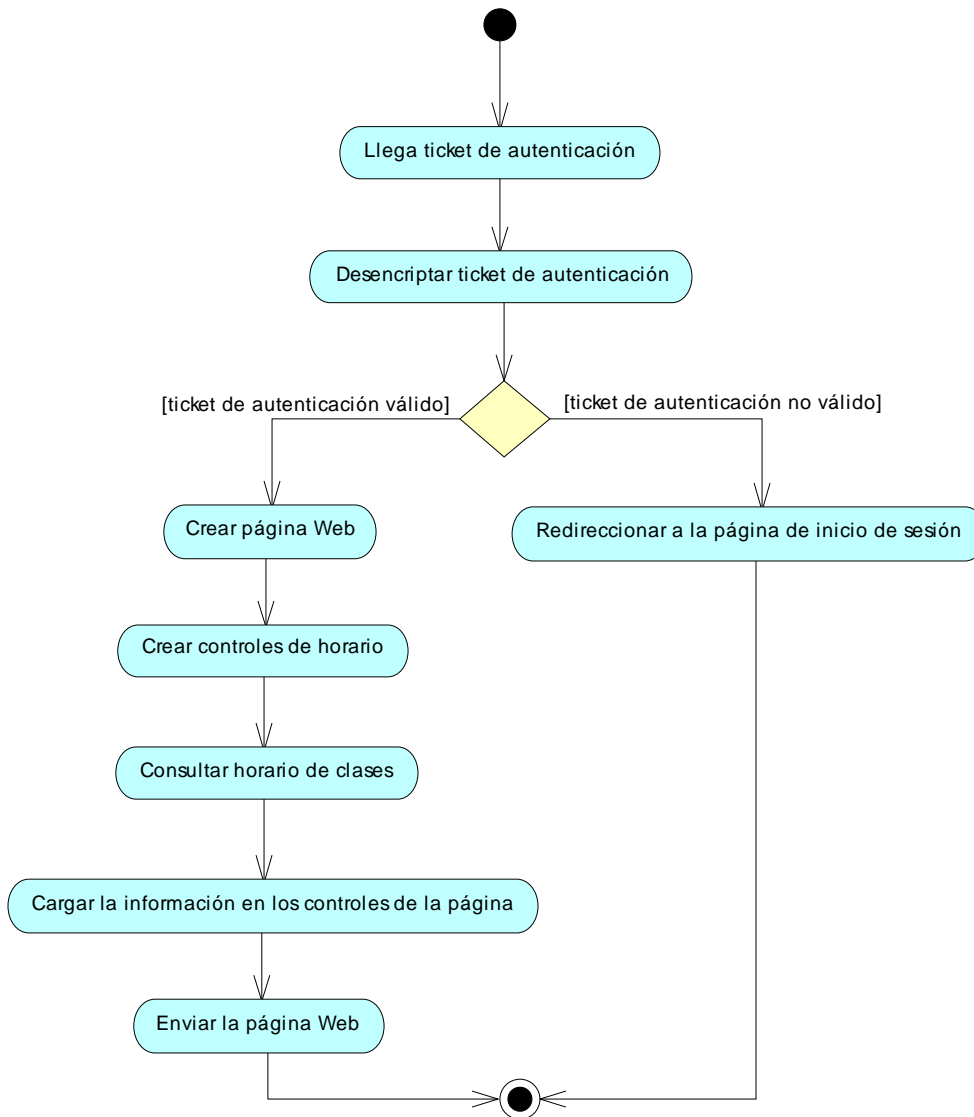 Llega ticket de autenticación
Desencriptar ticket de autenticación
[ticket de autenticación válido]
[ticket de autenticación no válido]
Crear página Web
Redireccionar a la página de inicio de sesión
Crear controles de horario
Consultar horario de clases
Cargar la información en los controles de la página
Enviar la página Web